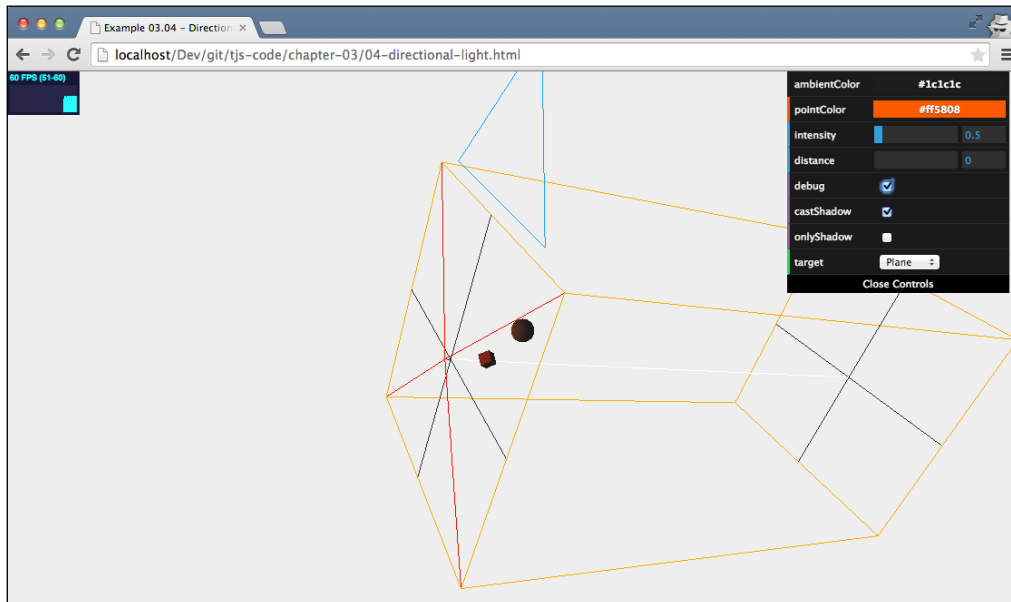 Example 03.04 – Direction
localhost/Dev/git/tjs-code/chapter-03/04-directional-light.html
60 FPS (51-60)
ambientColor #1c1c1c
pointColor #ff5808
intensity 0.5
distance 0
debug
castShadow
onlyShadow
target Plane
Close Controls